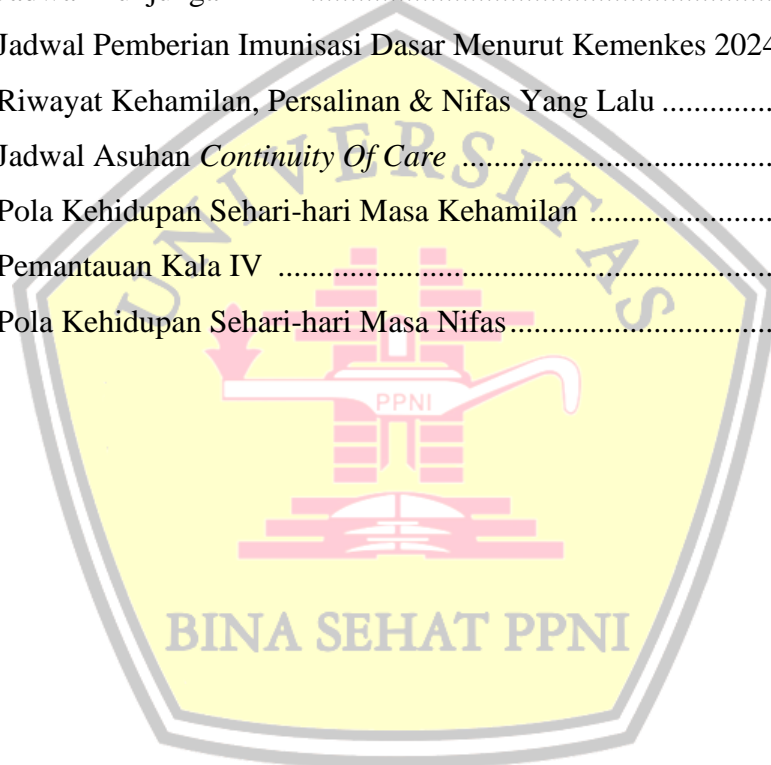 Jadwal Pemberian Imunisasi Dasar Menurut Kemenkes 2024
Riwayat Kehamilan, Persalinan & Nifas Yang Lalu ...............
Jadwal Asuhan Continuity Of Care .......................................
Pola Kehidupan Sehari-hari Masa Kehamilan .......................
Pemantauan Kala IV ..............................................................
Pola Kehidupan Sehari-hari Masa Nifas.................................
UNIVERSITAS
PPNI
BINA SEHAT PPNI